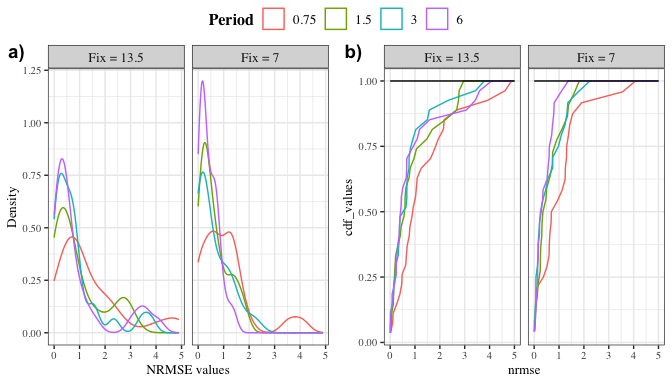 Period 0.75 1.5 3 6
a)
Fix = 13.5 Fix = 7
1.25
1.00
0.75
0.50
0.25
0.00
Density
0 1 2 3 4 5 0 1 2 3 4 5
NRMSE values
b)
Fix = 13.5 Fix = 7
1.00
0.75
0.50
0.25
0.00
cdf_values
0 1 2 3 4 5 0 1 2 3 4 5
nrmse